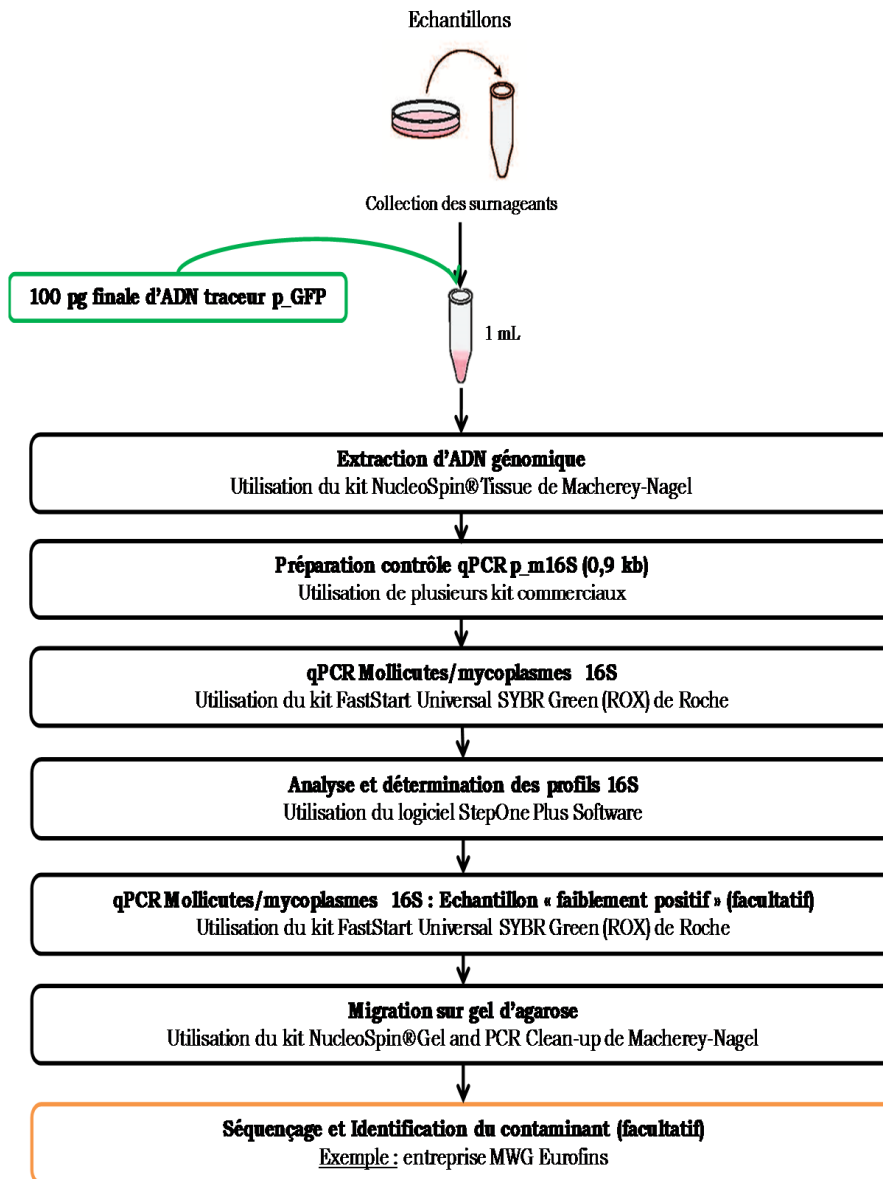 Echantillons
Collection des surnageants
100 pg finale d'ADN traceur p_GFP
1 mL
Extraction d'ADN génomique
Utilisation du kit NucleoSpin®Tissue de Macherey-Nagel
Préparation contrôle qPCR p_m16S (0,9 kb)
Utilisation de plusieurs kit commerciaux
qPCR Mollicutes/mycoplasmes 16S
Utilisation du kit FastStart Universal SYBR Green (ROX) de Roche
Analyse et détermination des profils 16S
Utilisation du logiciel StepOne Plus Software
qPCR Mollicutes/mycoplasmes 16S : Echantillon « faiblement positif » (facultatif)
Utilisation du kit FastStart Universal SYBR Green (ROX) de Roche
Migration sur gel d'agarose
Utilisation du kit NucleoSpin®Gel and PCR Clean-up de Macherey-Nagel
Séquençage et Identification du contaminant (facultatif)
Exemple : entreprise MWG Eurofins